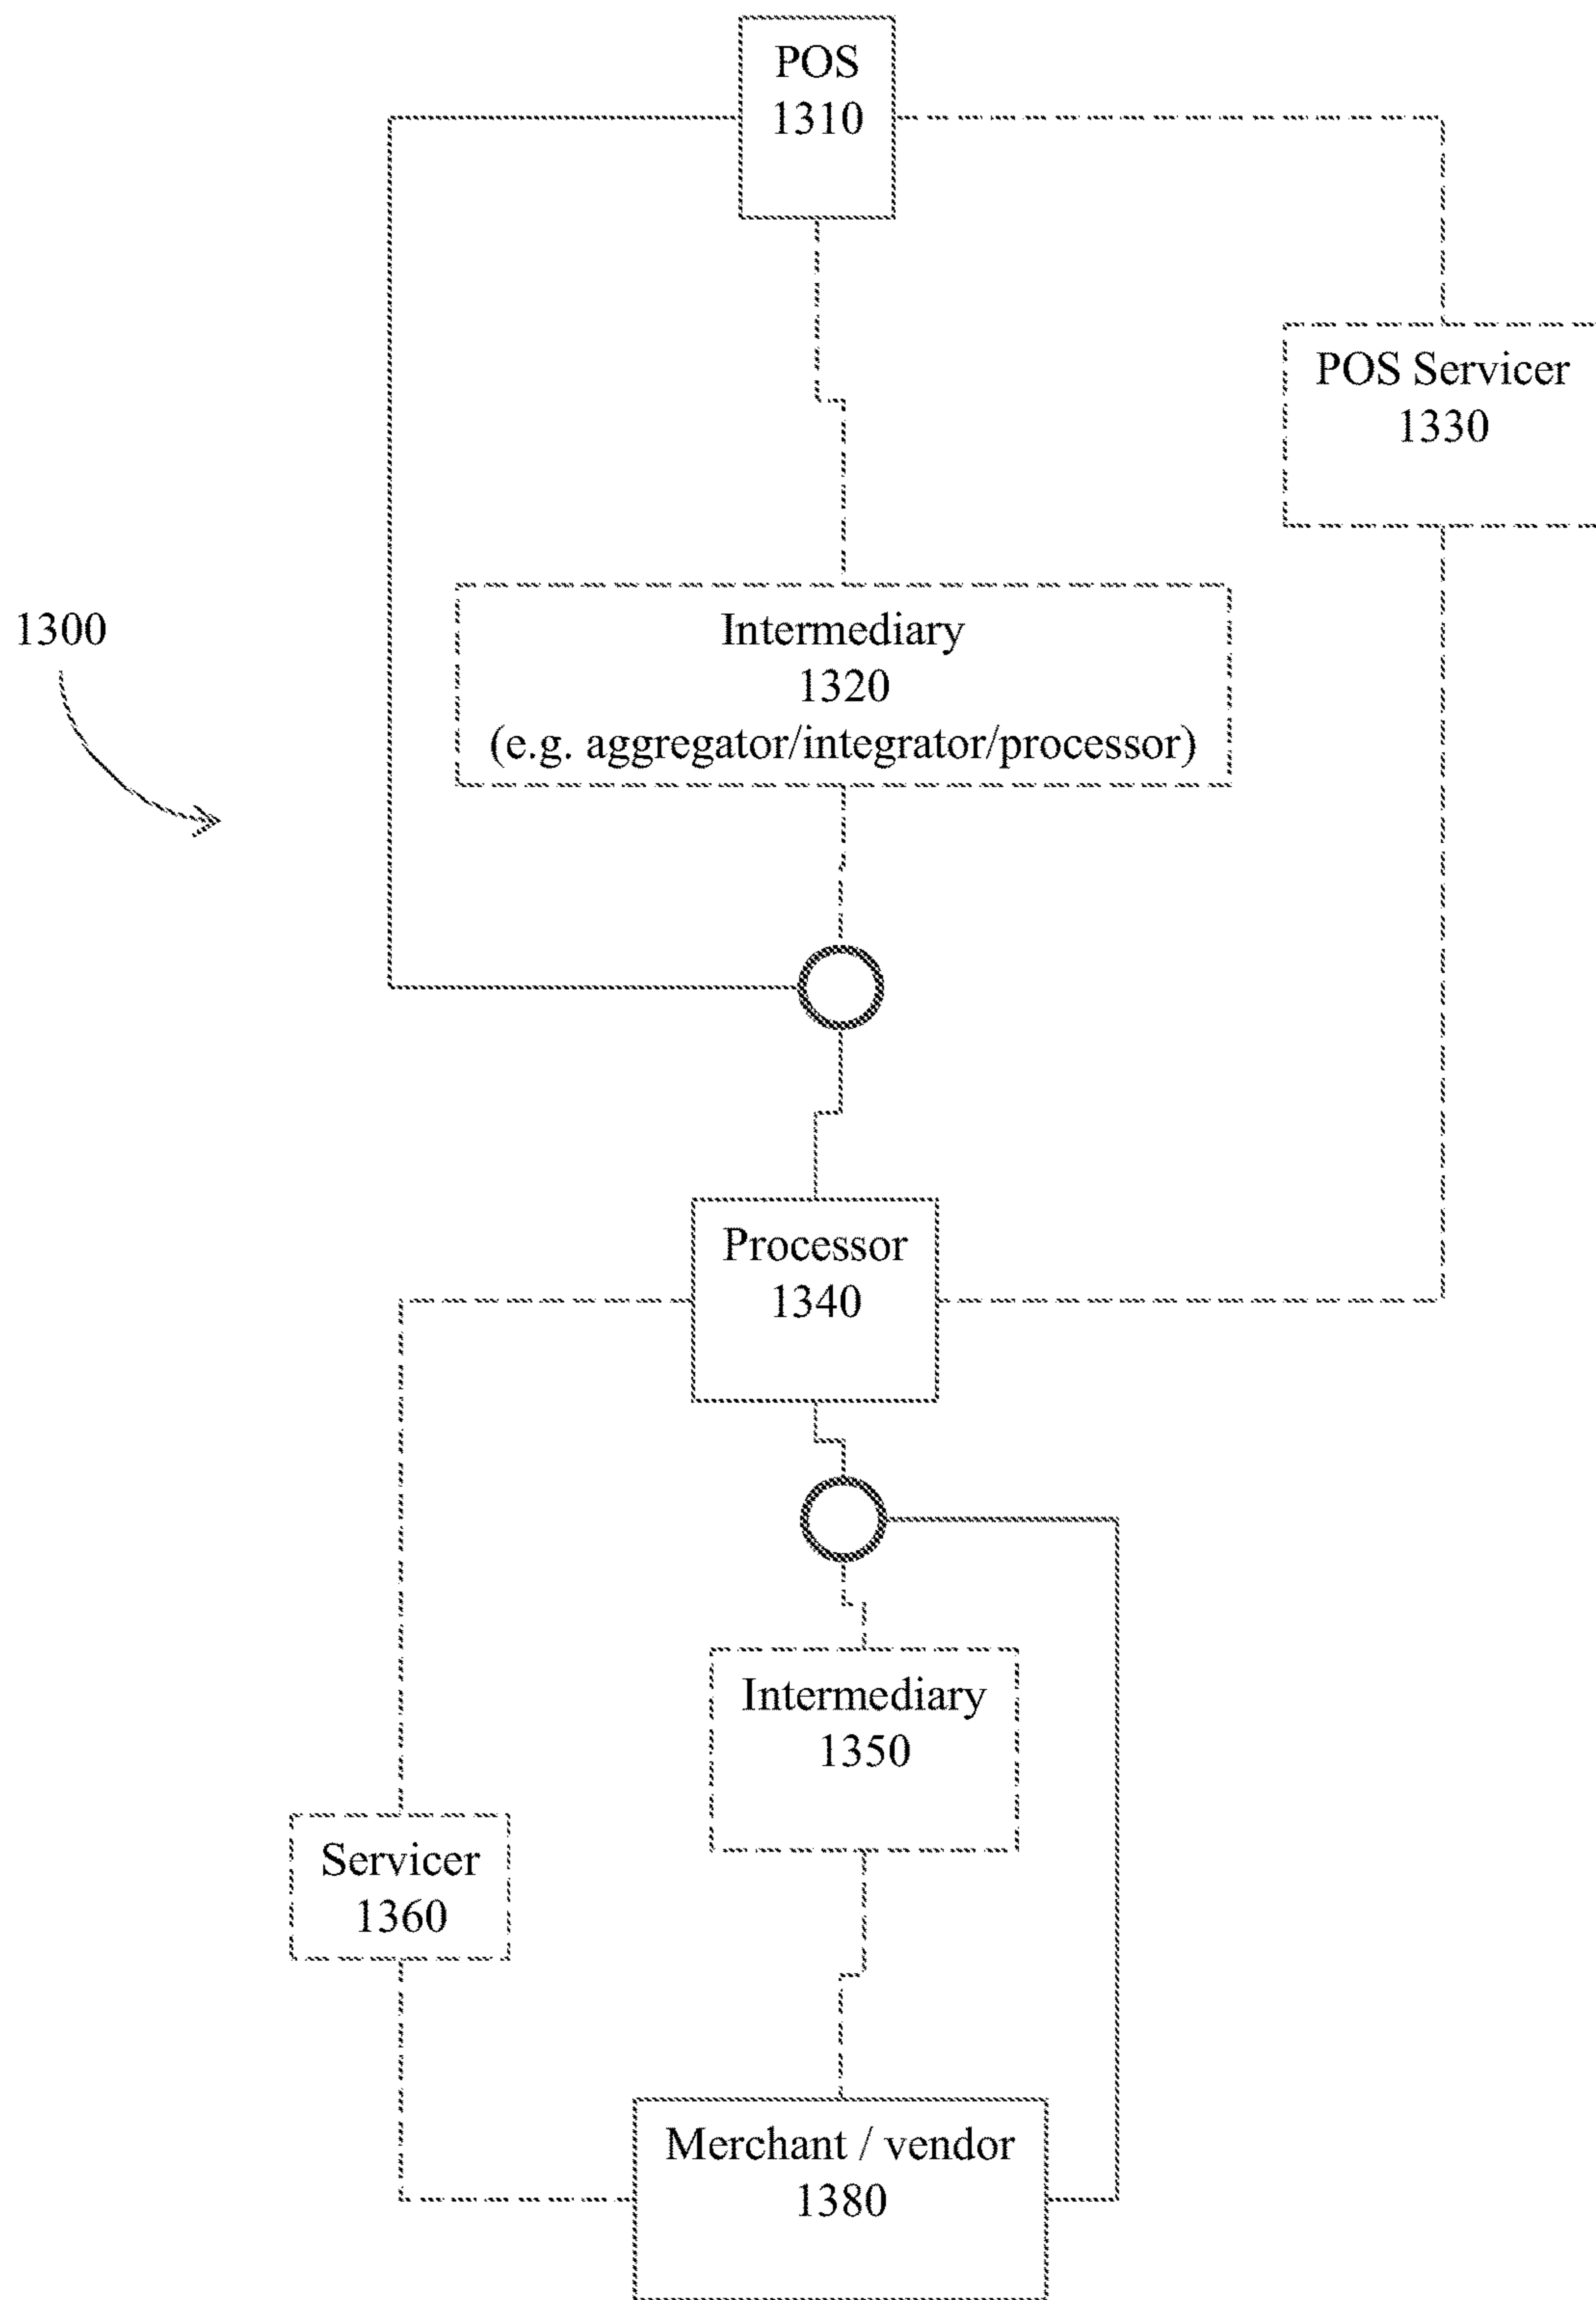 POS
1310
POS Servicer
1330
1300
Intermediary
1320
(e.g. aggregator/integrator/processor)
Processor
1340
Intermediary
1350
Servicer
1360
Merchant / vendor
1380